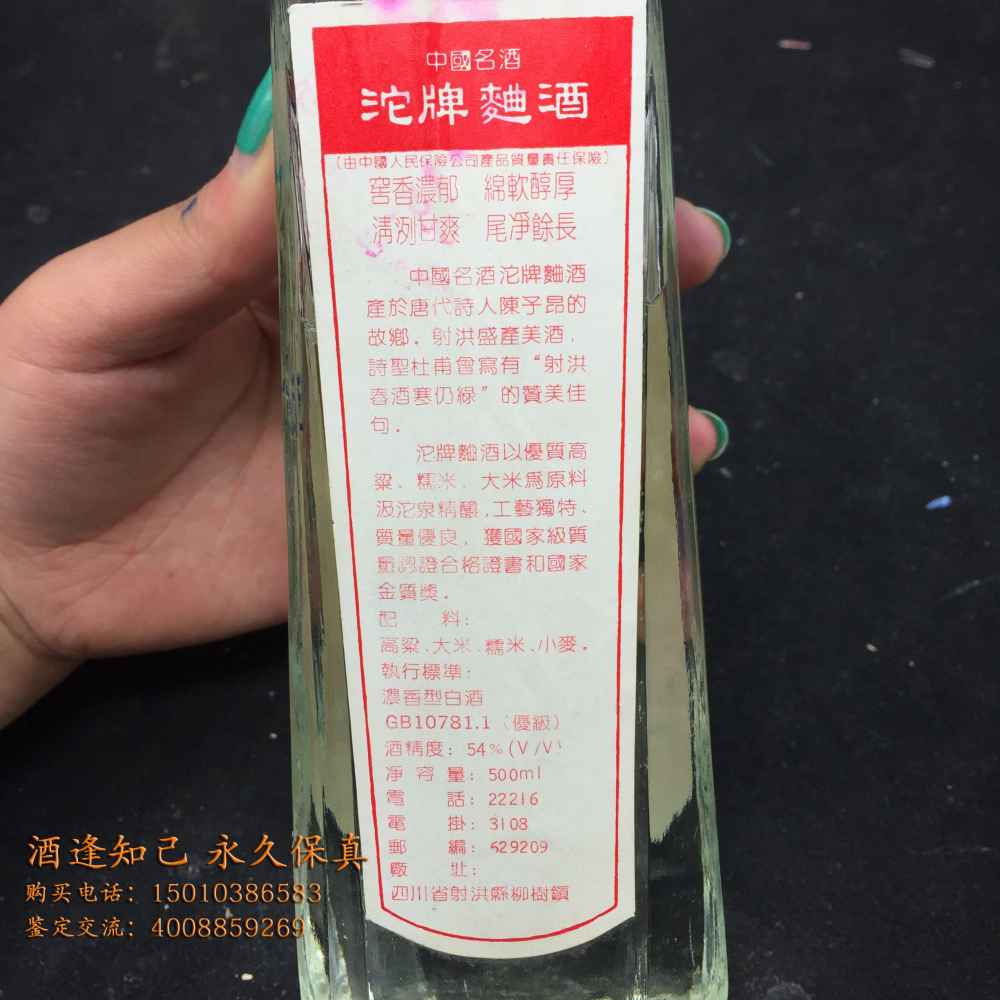 中國名酒
沱牌麯酒
(由中國人民保險公司產品質量責任保險)
窖香濃郁 綿軟醇厚
清洌甘爽 尾凈餘長
中國名酒沱牌麯酒
產於唐代詩人陳子昂的
故鄉.射洪盛產美酒,
詩聖杜甫曾寫有“射洪
春酒寒仍綠”的贊美佳
句.
沱牌麯酒以優質高
粱、糯米、大米爲原料
汲沱泉精釀,工藝獨特、
質量優良,獲國家級質
量認證合格證書和國家
金質獎.
配 料:
高粱、大米、糯米、小麥.
執行標準:
濃香型白酒
GB10781.1(優級)
酒精度:54%(V/V)
凈容量:500ml
電 話:22216
電 掛:3108
郵 編:629209
廠 址:
四川省射洪縣柳樹鎮
酒逢知己 永久保真
购买电话:15010386583
鉴定交流:4008859269